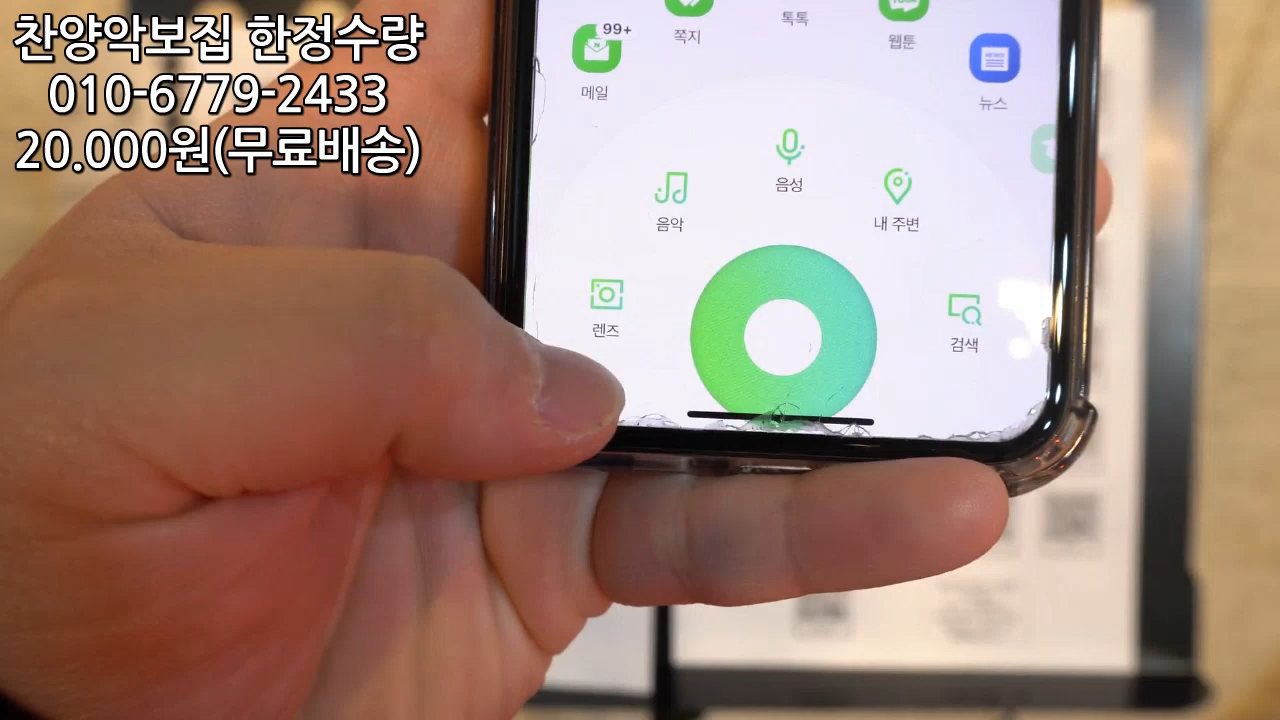 찬양악보집 한정수량
010-6779-2433
20.000원(무료배송)
99+
쪽지
톡톡
웹툰
메일
뉴스
음성
음악
내 주변
렌즈
검색